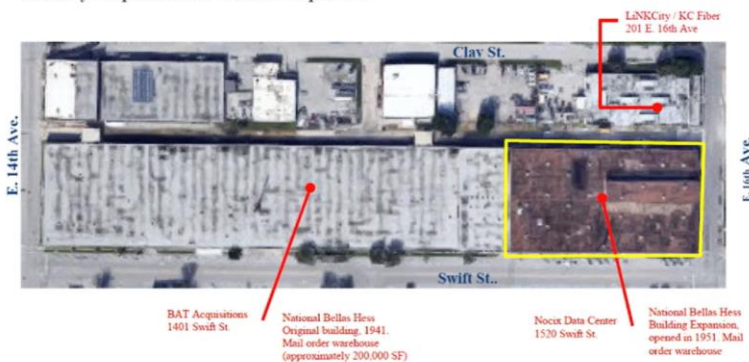 LiNKCity / KC Fiber
201 E. 16th Ave
Clay St.
E. 14th Ave.
E. 16th Ave.
Swift St..
BAT Acquisitions
1401 Swift St.
National Bellas Hess
Original building, 1941.
Mail order warehouse
(approximately 200,000 SF)
Nocix Data Center
1520 Swift St.
National Bellas Hess
Building Expansion,
opened in 1951. Mail
order warehouse